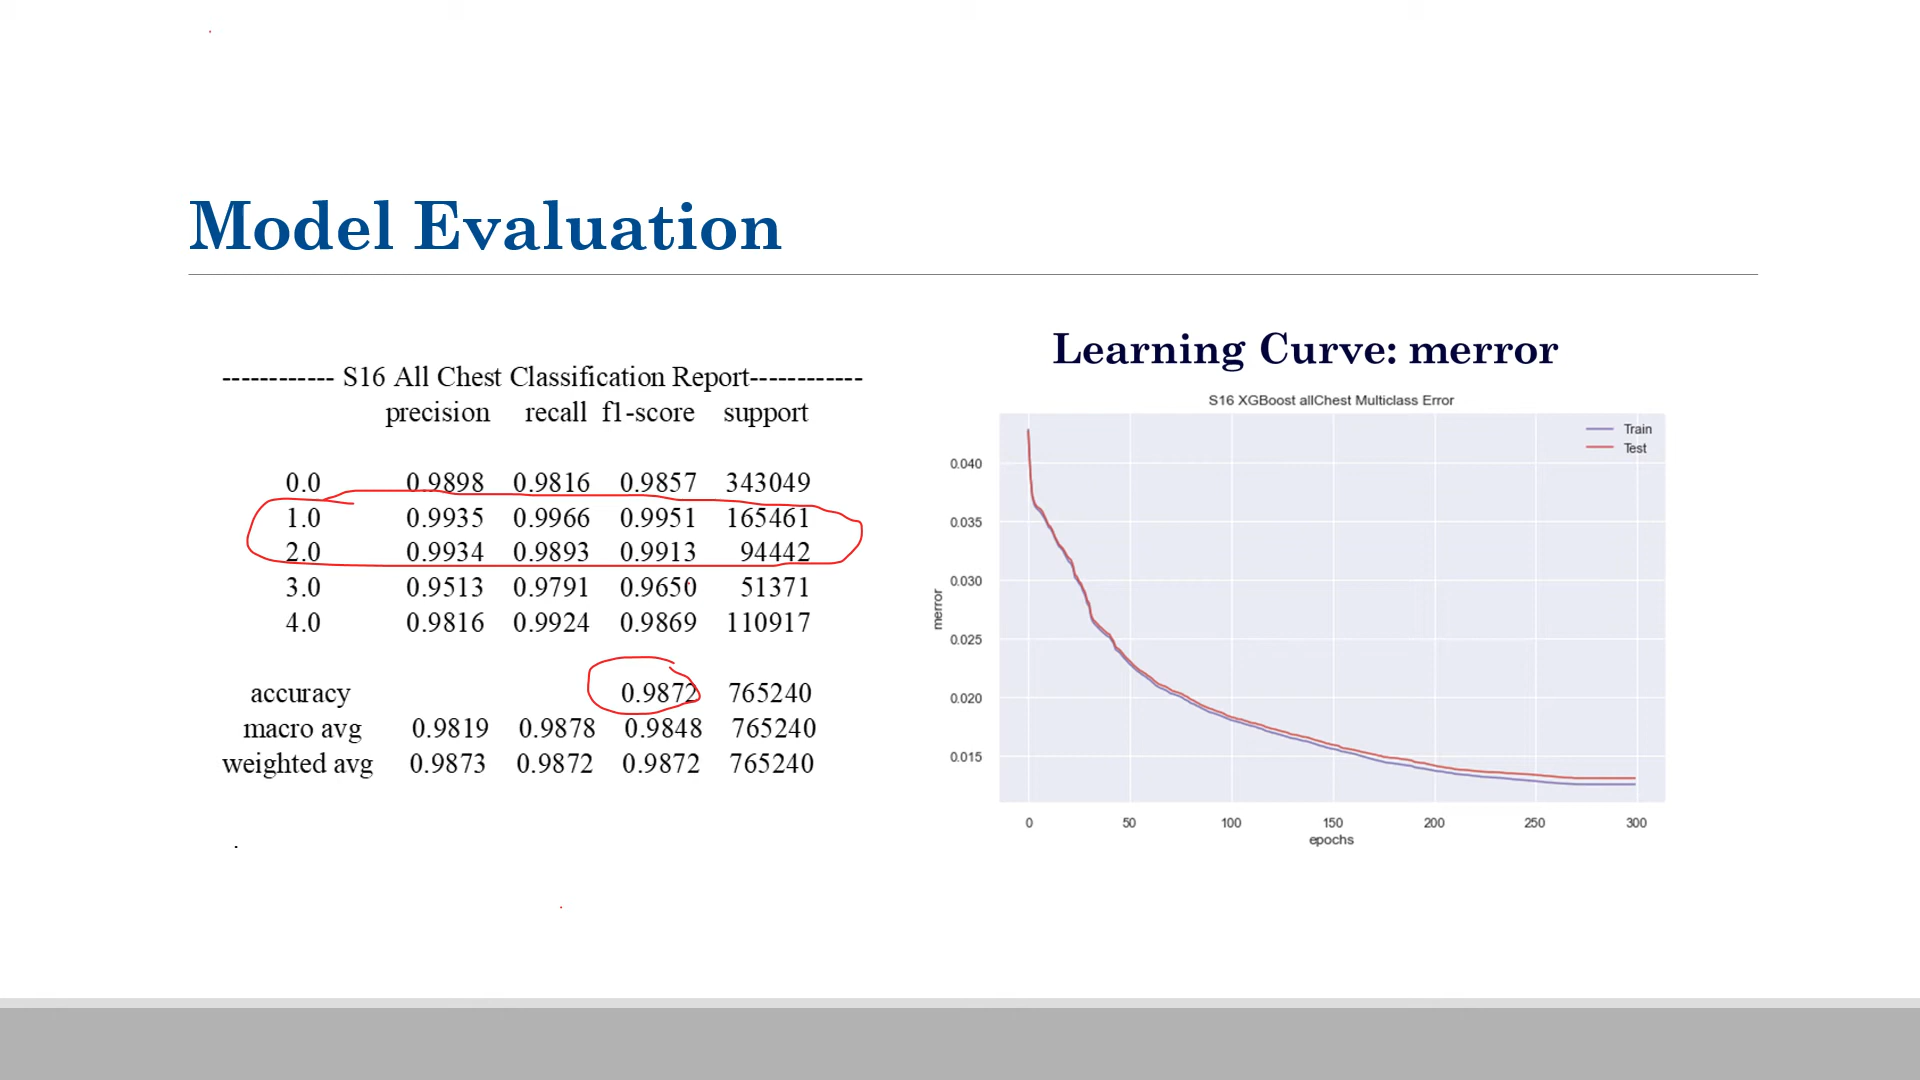 Model Evaluation
------------ S16 All Chest Classification Report------------
precision recall f1-score support
0.0 0.9898 0.9816 0.9857 343049
1.0 0.9935 0.9966 0.9951 165461
2.0 0.9934 0.9893 0.9913 94442
3.0 0.9513 0.9791 0.9650 51371
4.0 0.9816 0.9924 0.9869 110917
accuracy 0.9872 765240
macro avg 0.9819 0.9878 0.9848 765240
weighted avg 0.9873 0.9872 0.9872 765240
Learning Curve: merror
S16 XGBoost allChest Multiclass Error
Train
Test
0.040
0.035
0.030
0.025
0.020
0.015
merror
0 50 100 150 200 250 300
epochs